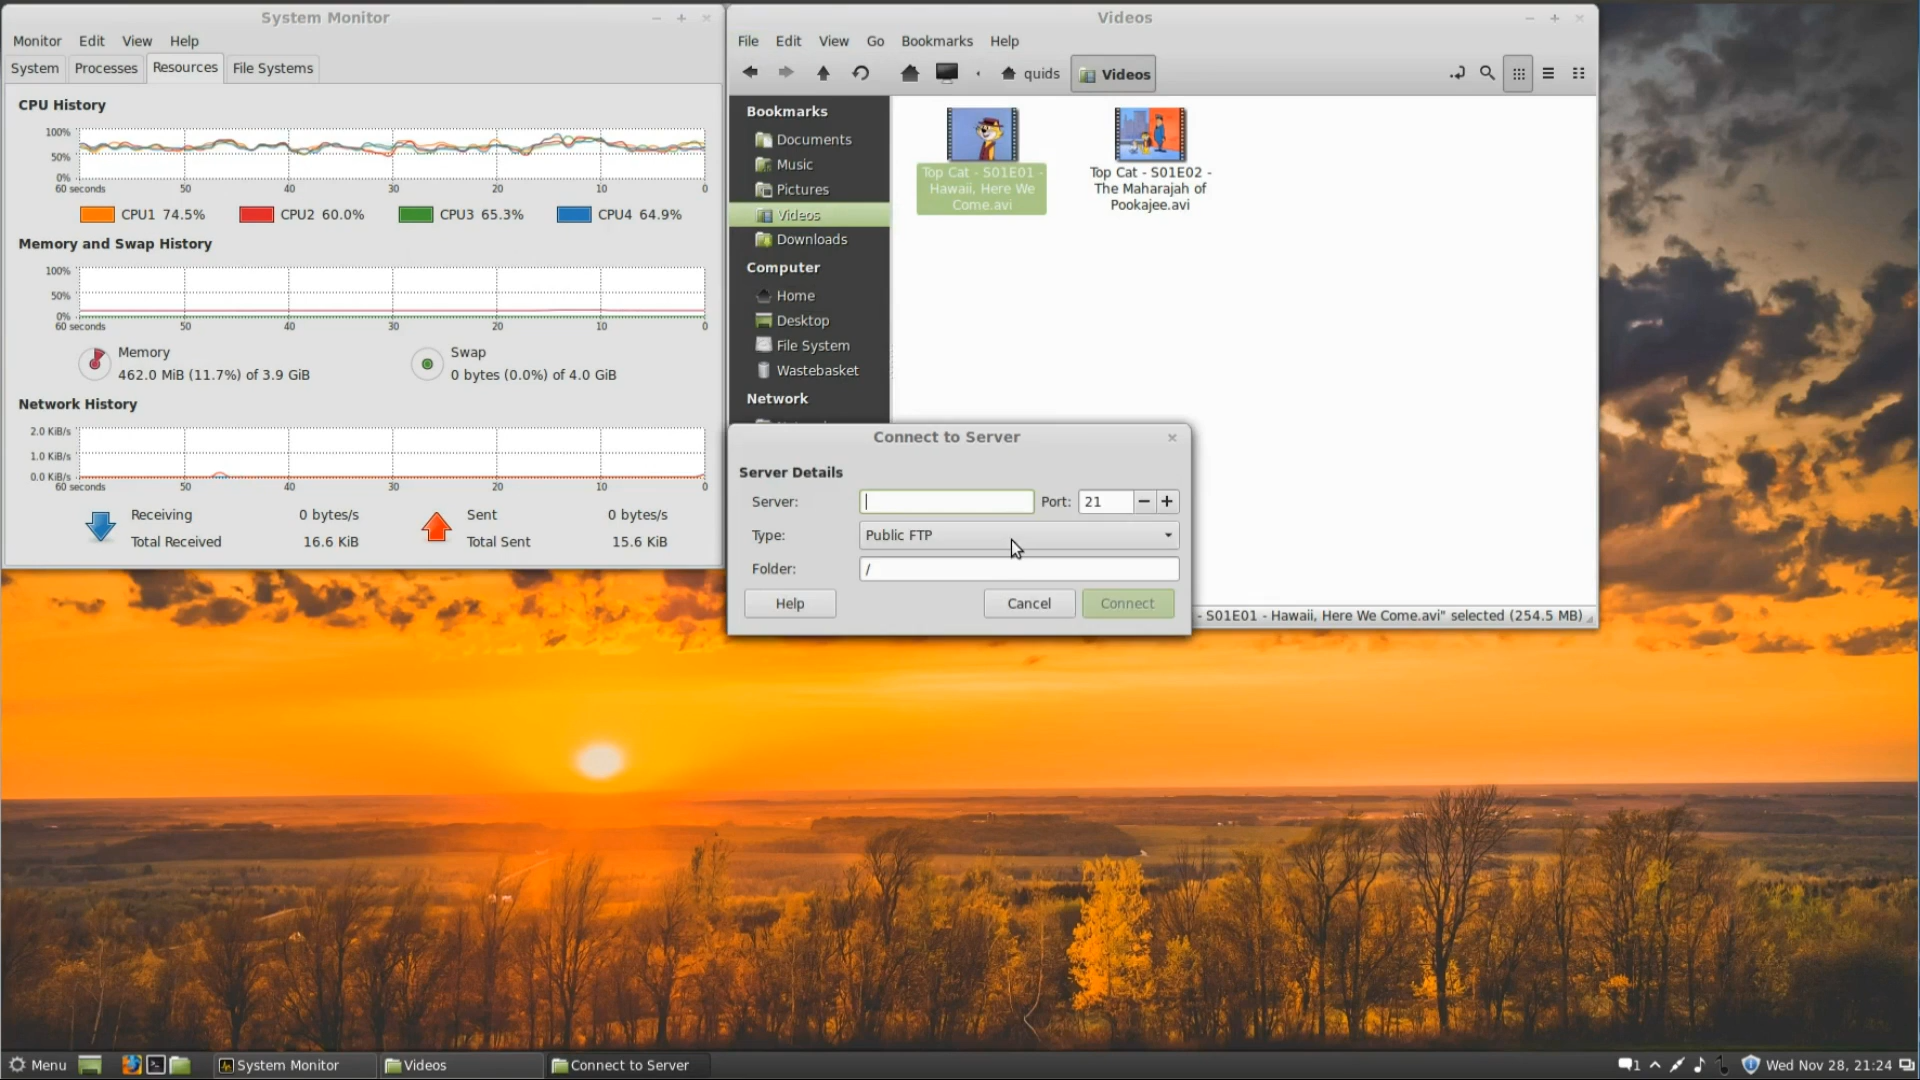 System Monitor
Monitor Edit View Help
System Processes Resources File Systems
CPU History
100%
50%
0%
60 seconds 50 40 30 20 10 0
CPU1 74.5% CPU2 60.0% CPU3 65.3% CPU4 64.9%
Memory and Swap History
100%
50%
0%
60 seconds 50 40 30 20 10 0
Memory
462.0 MiB (11.7%) of 3.9 GiB
Swap
0 bytes (0.0%) of 4.0 GiB
Network History
2.0 KiB/s
1.0 KiB/s
0.0 KiB/s
60 seconds 50 40 30 20 10 0
Receiving 0 bytes/s
Total Received 16.6 KiB
Sent 0 bytes/s
Total Sent 15.6 KiB
Videos
File Edit View Go Bookmarks Help
quids Videos
Bookmarks
Documents
Music
Pictures
Videos
Downloads
Computer
Home
Desktop
File System
Wastebasket
Network
Top Cat - S01E01 -
Hawaii, Here We
Come.avi
Top Cat - S01E02 -
The Maharajah of
Pookajee.avi
- S01E01 - Hawaii, Here We Come.avi" selected (254.5 MB)
Connect to Server
Server Details
Server: Port: 21
Type: Public FTP
Folder: /
Help Cancel Connect
Menu System Monitor Videos Connect to Server 1 Wed Nov 28, 21:24